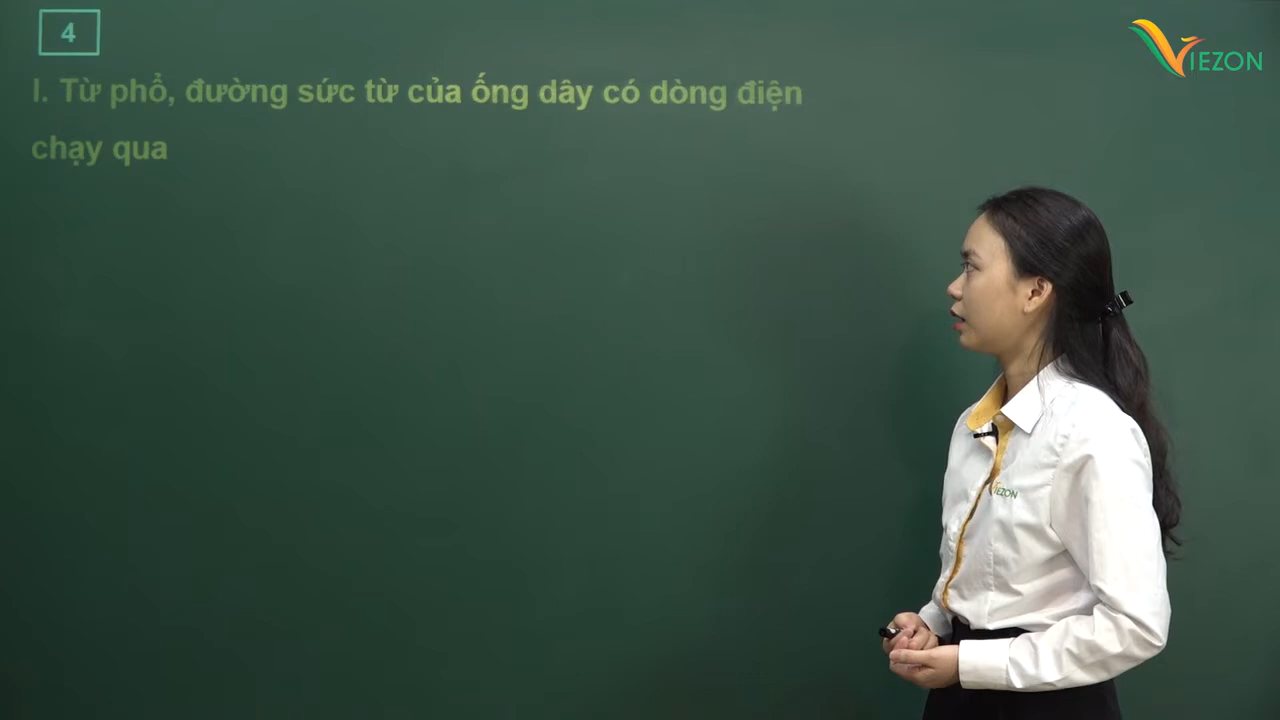 4
VIEZON
I. Từ phổ, đường sức từ của ống dây có dòng điện
chạy qua
VIEZON